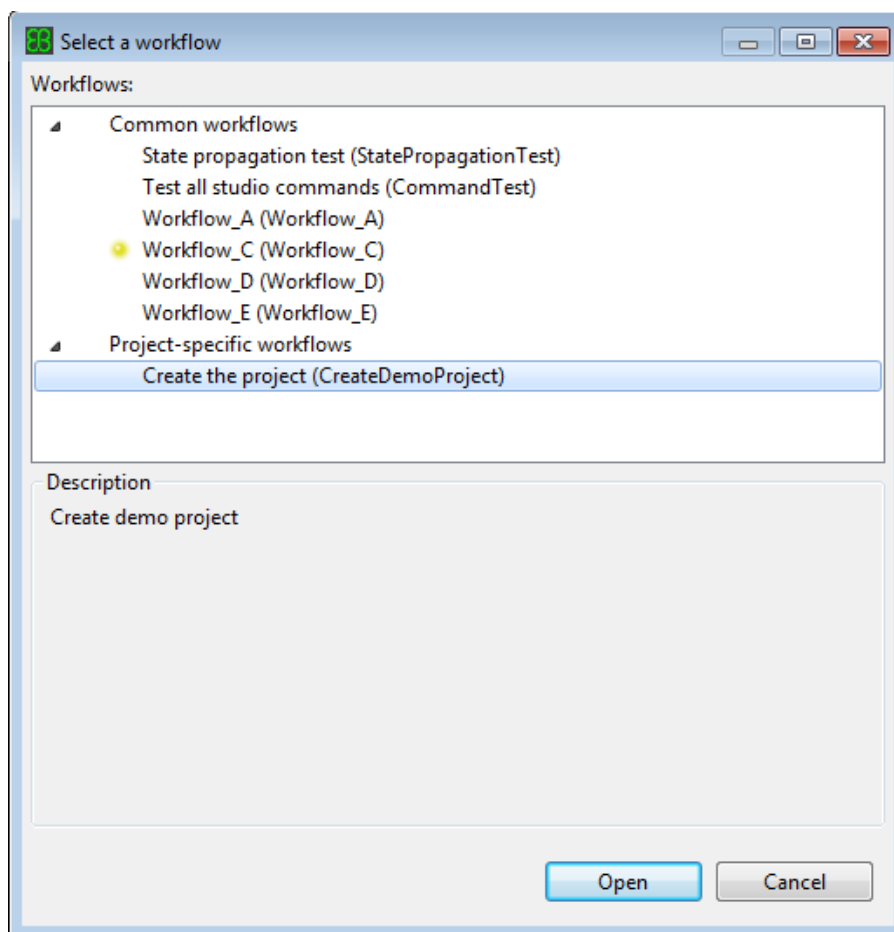 Select a workflow
Workflows:
Common workflows
State propagation test (StatePropagationTest)
Test all studio commands (CommandTest)
Workflow_A (Workflow_A)
Workflow_C (Workflow_C)
Workflow_D (Workflow_D)
Workflow_E (Workflow_E)
Project-specific workflows
Create the project (CreateDemoProject)
Description
Create demo project
Open Cancel